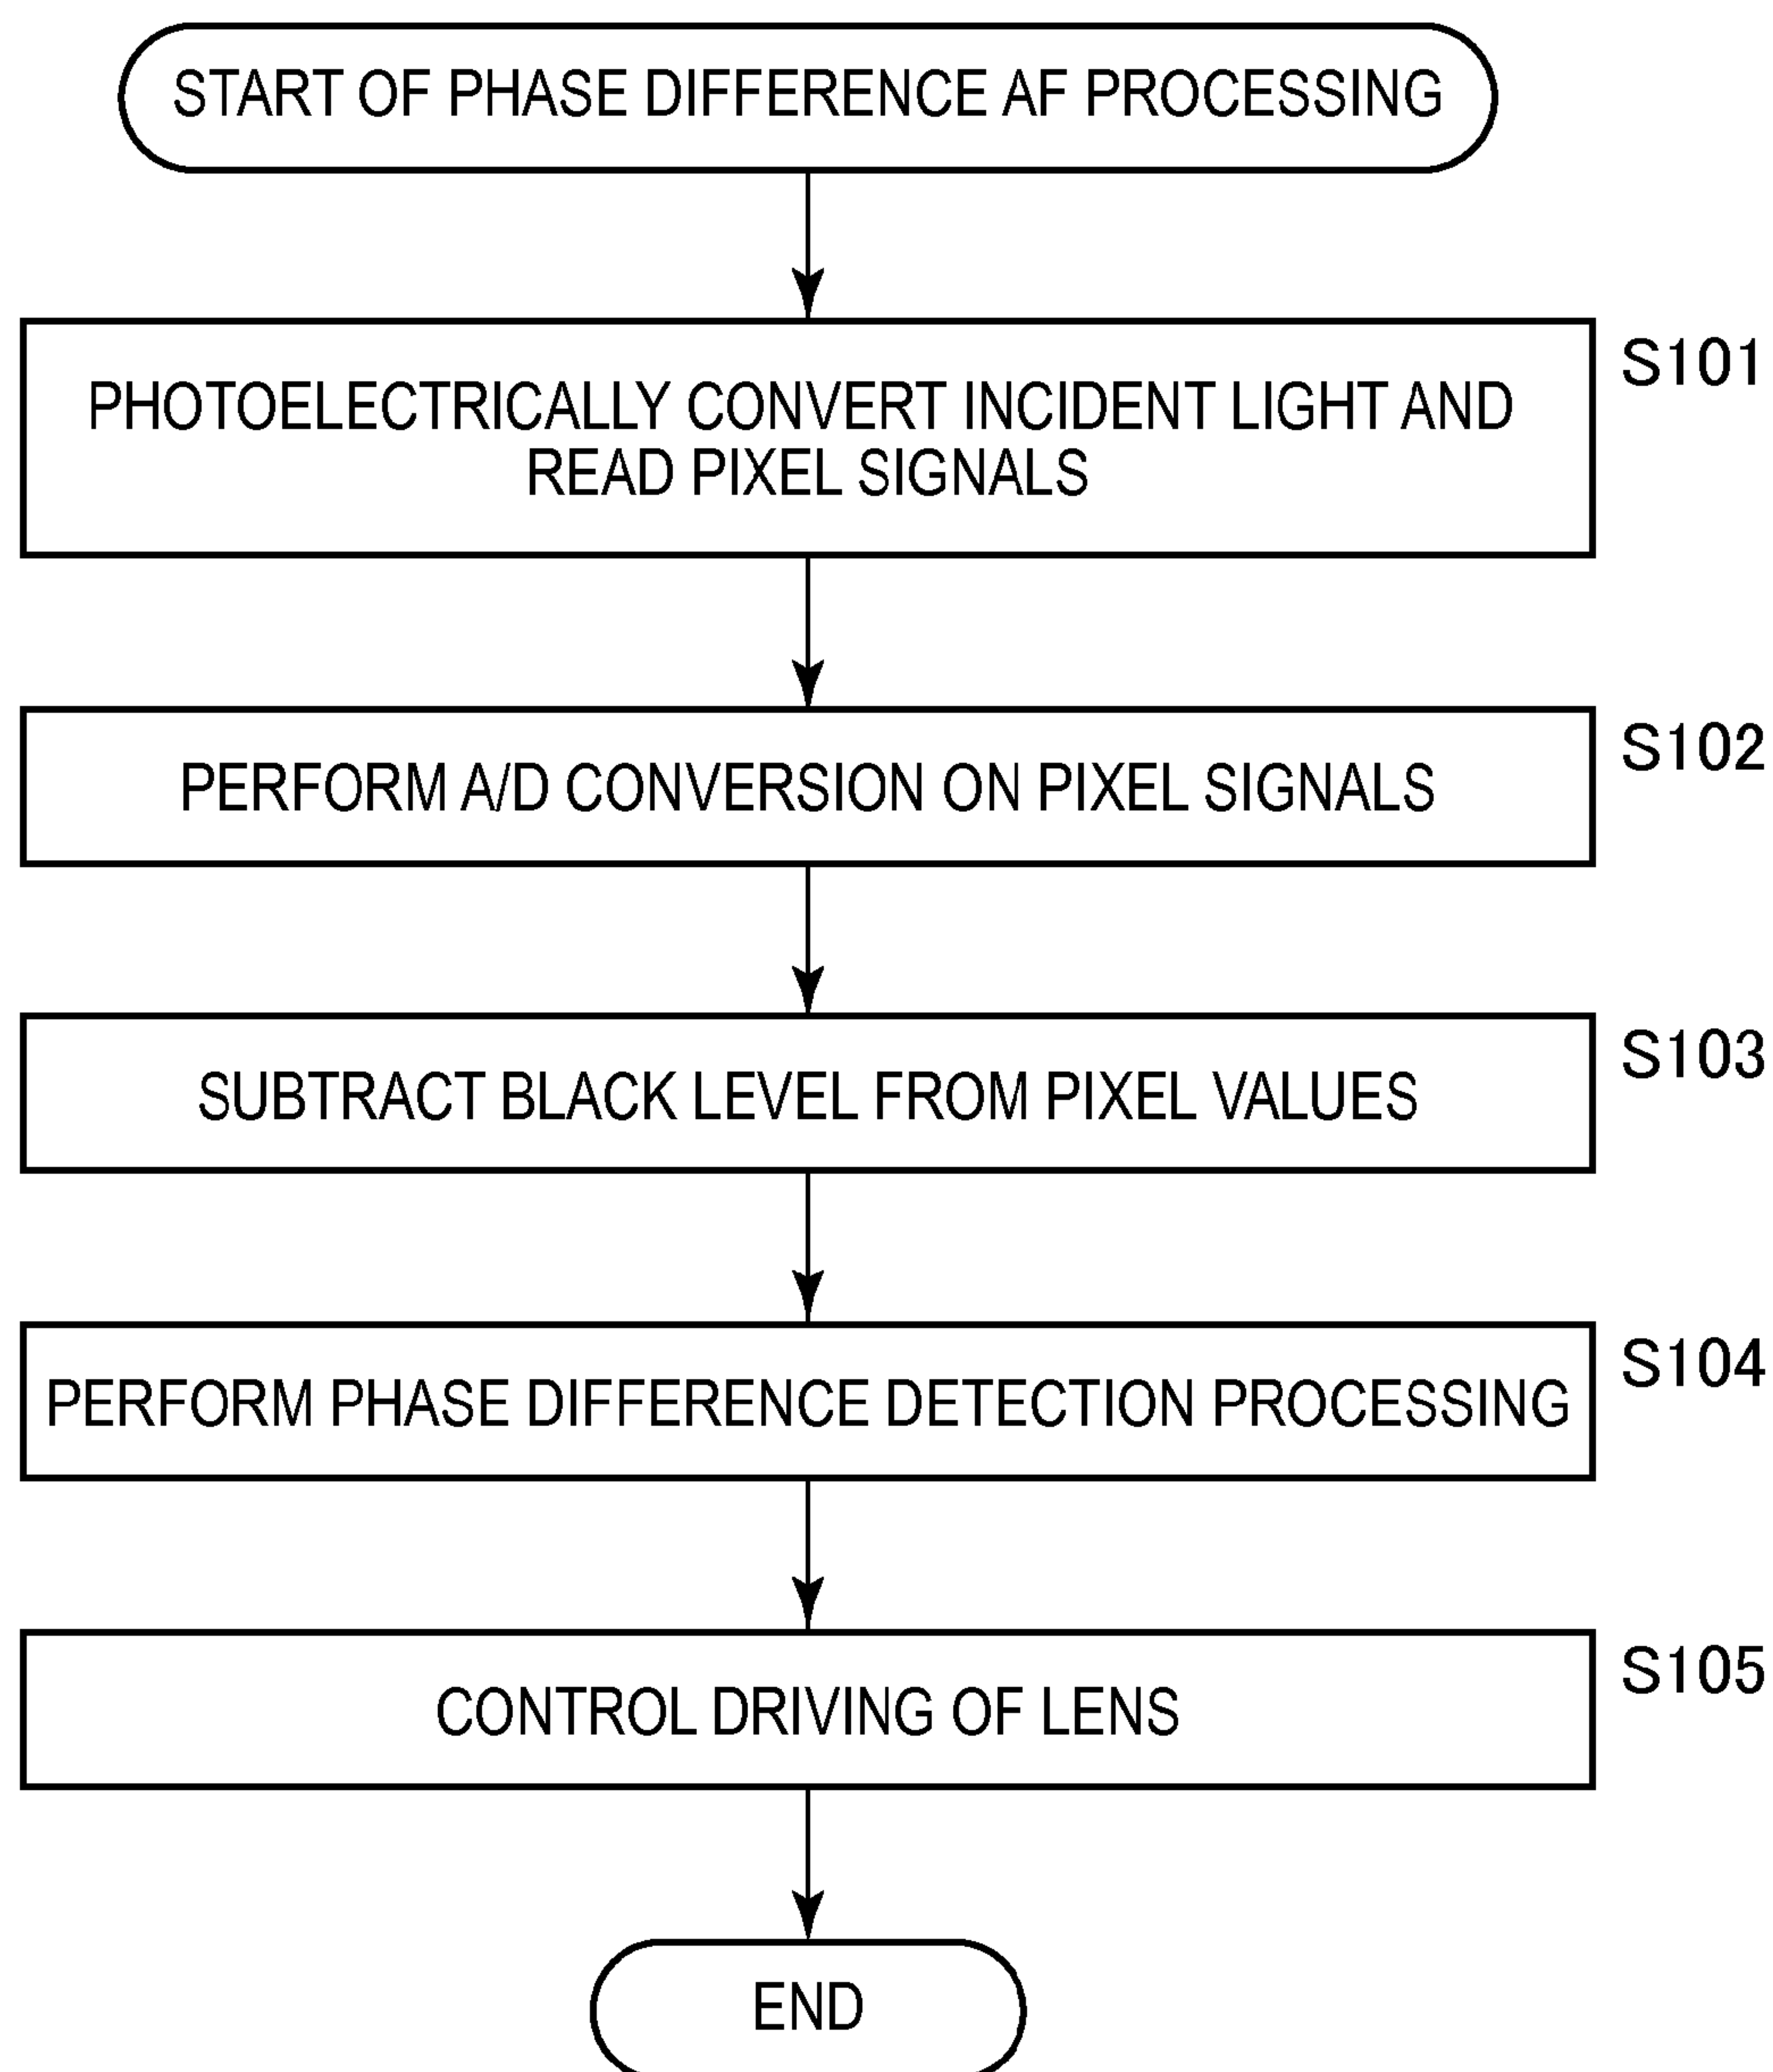 START OF PHASE DIFFERENCE AF PROCESSING
PHOTOELECTRICALLY CONVERT INCIDENT LIGHT AND
READ PIXEL SIGNALS
S101
PERFORM A/D CONVERSION ON PIXEL SIGNALS
S102
SUBTRACT BLACK LEVEL FROM PIXEL VALUES
S103
PERFORM PHASE DIFFERENCE DETECTION PROCESSING
S104
CONTROL DRIVING OF LENS
S105
END